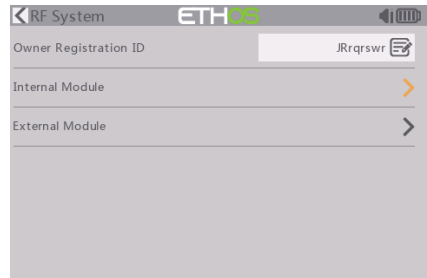 RF System ETHOS
Owner Registration ID JRrqrswr
Internal Module
External Module